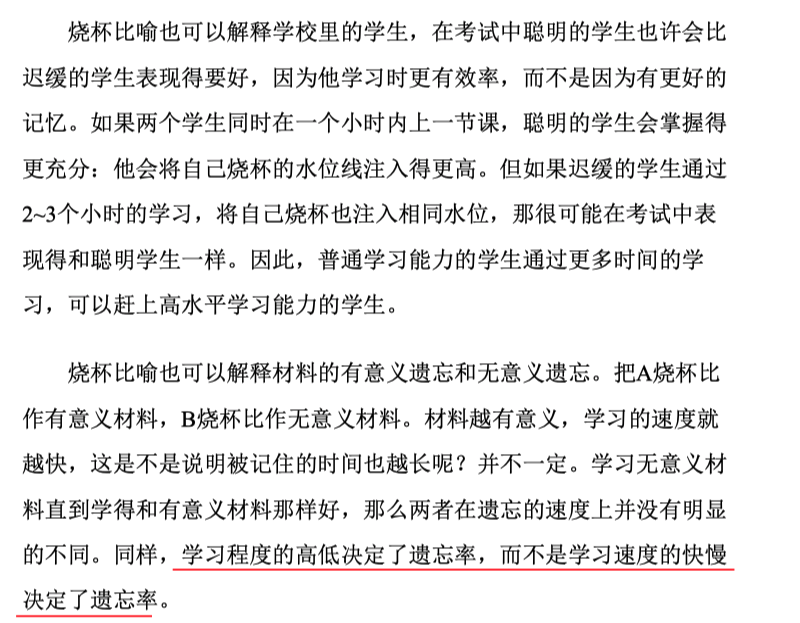 烧杯比喻也可以解释学校里的学生，在考试中聪明的学生也许会比
迟缓的学生表现得要好，因为他学习时更有效率，而不是因为有更好的
记忆。如果两个学生同时在一个小时内上一节课，聪明的学生会掌握得
更充分：他会将自己烧杯的水位线注入得更高。但如果迟缓的学生通过
2~3个小时的学习，将自己烧杯也注入相同水位，那很可能在考试中表
现得和聪明学生一样。因此，普通学习能力的学生通过更多时间的学
习，可以赶上高水平学习能力的学生。
烧杯比喻也可以解释材料的有意义遗忘和无意义遗忘。把A烧杯比
作有意义材料，B烧杯比作无意义材料。材料越有意义，学习的速度就
越快，这是不是说明被记住的时间也越长呢？并不一定。学习无意义材
料直到学得和有意义材料那样好，那么两者在遗忘的速度上并没有明显
的不同。同样，学习程度的高低决定了遗忘率，而不是学习速度的快慢
决定了遗忘率。